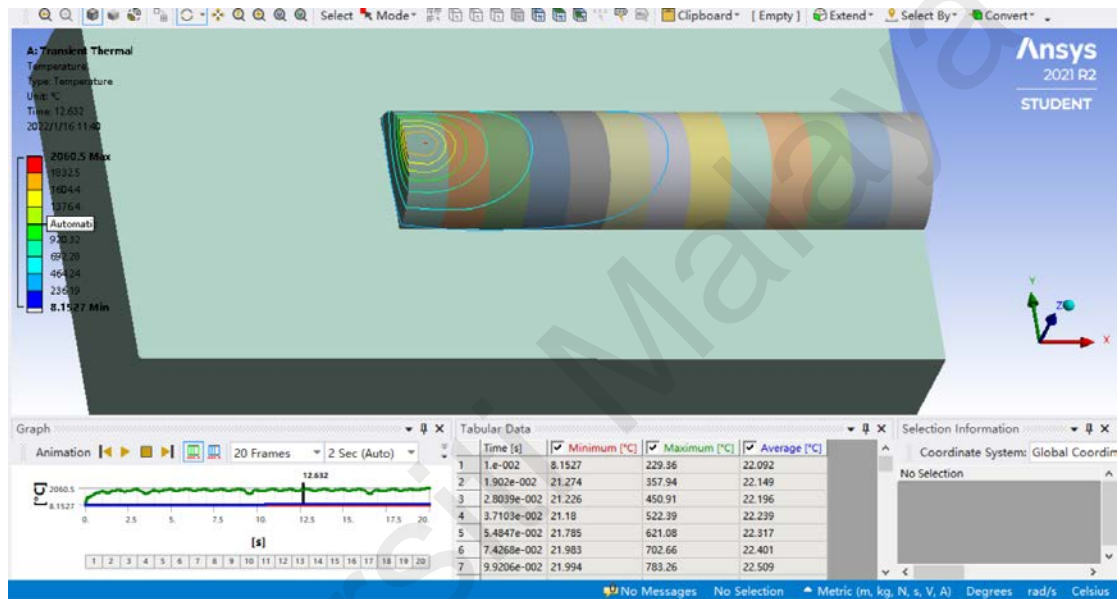 Select Mode Clipboard [ Empty ] Extend Select By Convert
A: Transient Thermal
Temperature
Type: Temperature
Unit: °C
Time: 12.632
2022/1/16 11:40
2060.5 Max
1832.5
1604.4
1376.4
Automatic
920.32
692.28
464.24
236.19
8.1527 Min
Ansys
2021 R2
STUDENT
Y
Z
X
Graph
Animation 20 Frames 2 Sec (Auto)
12.632
2060.5
[°C]
8.1527
0. 2.5 5. 7.5 10. 12.5 15. 17.5 20.
[s]
1 2 3 4 5 6 7 8 9 10 11 12 13 14 15 16 17 18 19 20
Tabular Data
Time [s] Minimum [°C] Maximum [°C] Average [°C]
1 1.e-002 8.1527 229.36 22.092
2 1.902e-002 21.274 357.94 22.149
3 2.8039e-002 21.226 450.91 22.196
4 3.7103e-002 21.18 522.39 22.239
5 5.4847e-002 21.785 621.08 22.317
6 7.4268e-002 21.983 702.66 22.401
7 9.9206e-002 21.994 783.26 22.509
Selection Information
Coordinate System: Global Coordin
No Selection
No Messages No Selection Metric (m, kg, N, s, V, A) Degrees rad/s Celsius
rsiti Malaya